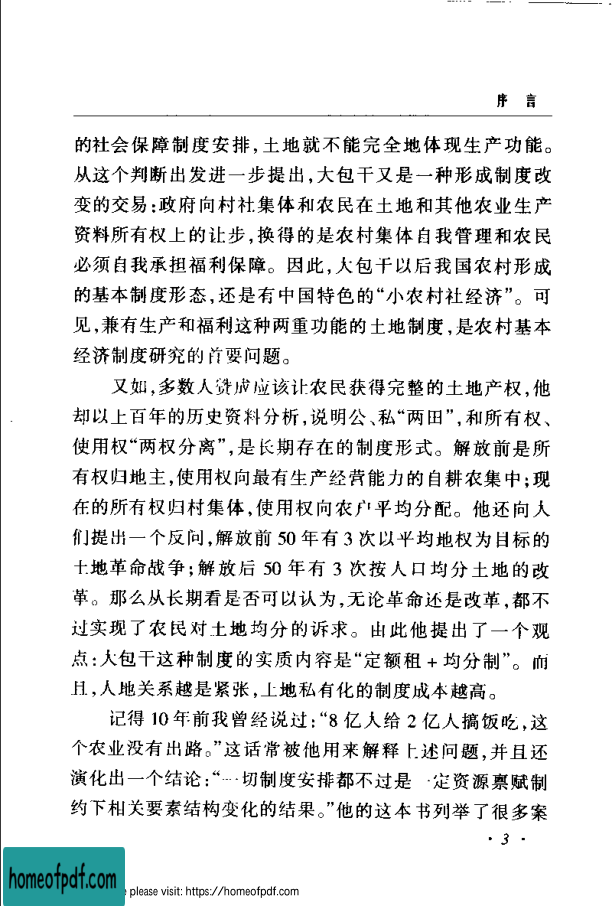 序 言
的社会保障制度安排,土地就不能完全地体现生产功能。
从这个判断出发进一步提出,大包干又是一种形成制度改
变的交易:政府向村社集体和农民在土地和其他农业生产
资料所有权上的让步,换得的是农村集体自我管理和农民
必须自我承担福利保障。因此,大包干以后我国农村形成
的基本制度形态,还是有中国特色的“小农村社经济”。可
见,兼有生产和福利这种两重功能的土地制度,是农村基本
经济制度研究的首要问题。
又如,多数人赞成应该让农民获得完整的土地产权,他
却以上百年的历史资料分析,说明公、私“两田”,和所有权、
使用权“两权分离”,是长期存在的制度形式。解放前是所
有权归地主,使用权向最有生产经营能力的自耕农集中;现
在的所有权归村集体,使用权向农户平均分配。他还向人
们提出一个反问,解放前 50 年有 3 次以平均地权为目标的
土地革命战争;解放后 50 年有 3 次按人口均分土地的改
革。那么从长期看是否可以认为,无论革命还是改革,都不
过实现了农民对土地均分的诉求。由此他提出了一个观
点:大包干这种制度的实质内容是“定额租 + 均分制”。而
且,人地关系越是紧张,土地私有化的制度成本越高。
记得 10 年前我曾经说过:“8 亿人给 2 亿人搞饭吃,这
个农业没有出路。”这话常被他用来解释上述问题,并且还
演化出一个结论:“一切制度安排都不过是一定资源禀赋制
约下相关要素结构变化的结果。”他的这本书列举了很多案
· 3 ·
homeofpdf.com
please visit: https://homeofpdf.com